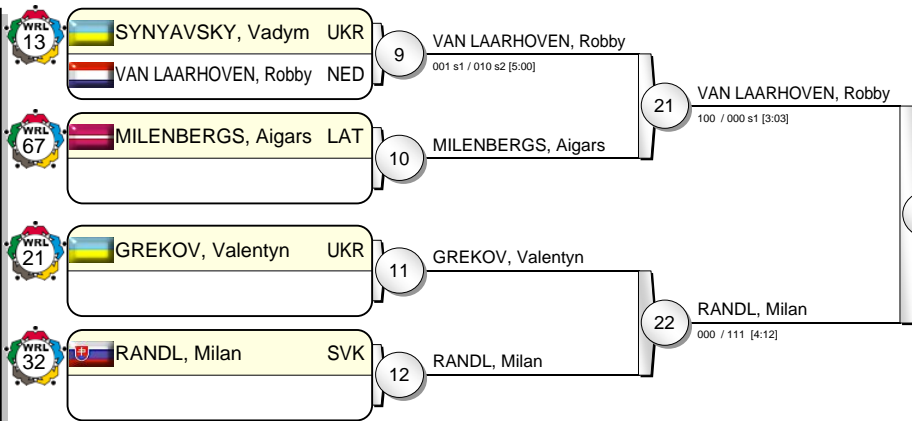 WRL
13
SYNYAVSKY, Vadym UKR
VAN LAARHOVEN, Robby NED
9
VAN LAARHOVEN, Robby
001 s1 / 010 s2 [5:00]
WRL
67
MILENBERGS, Aigars LAT
10
MILENBERGS, Aigars
21
VAN LAARHOVEN, Robby
100 / 000 s1 [3:03]
WRL
21
GREKOV, Valentyn UKR
11
GREKOV, Valentyn
WRL
32
RANDL, Milan SVK
12
RANDL, Milan
22
RANDL, Milan
000 / 111 [4:12]